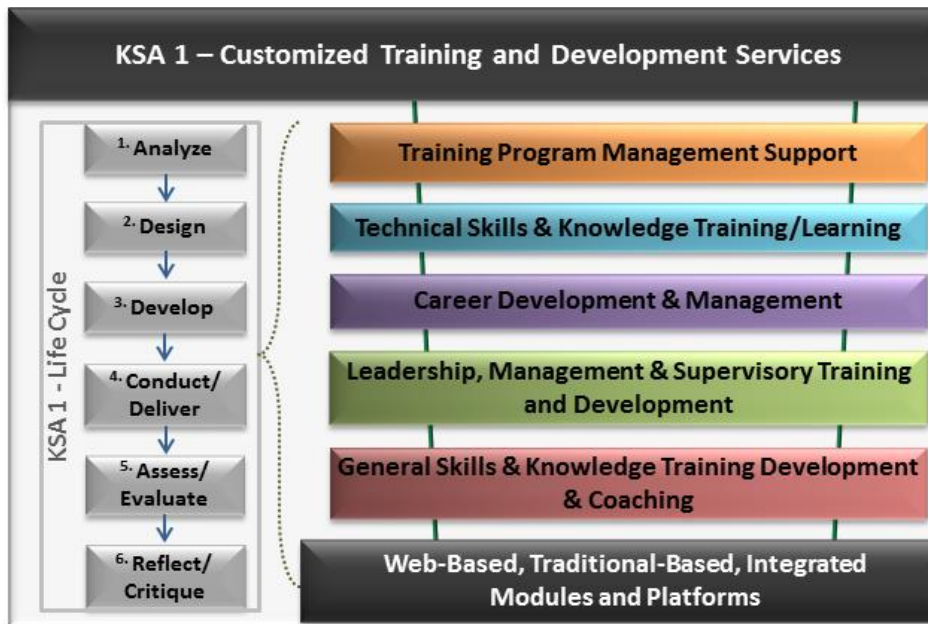 KSA 1 – Customized Training and Development Services
KSA 1 - Life Cycle
1. Analyze
2. Design
3. Develop
4. Conduct/
Deliver
5. Assess/
Evaluate
6. Reflect/
Critique
Training Program Management Support
Technical Skills & Knowledge Training/Learning
Career Development & Management
Leadership, Management & Supervisory Training
and Development
General Skills & Knowledge Training Development
& Coaching
Web-Based, Traditional-Based, Integrated
Modules and Platforms